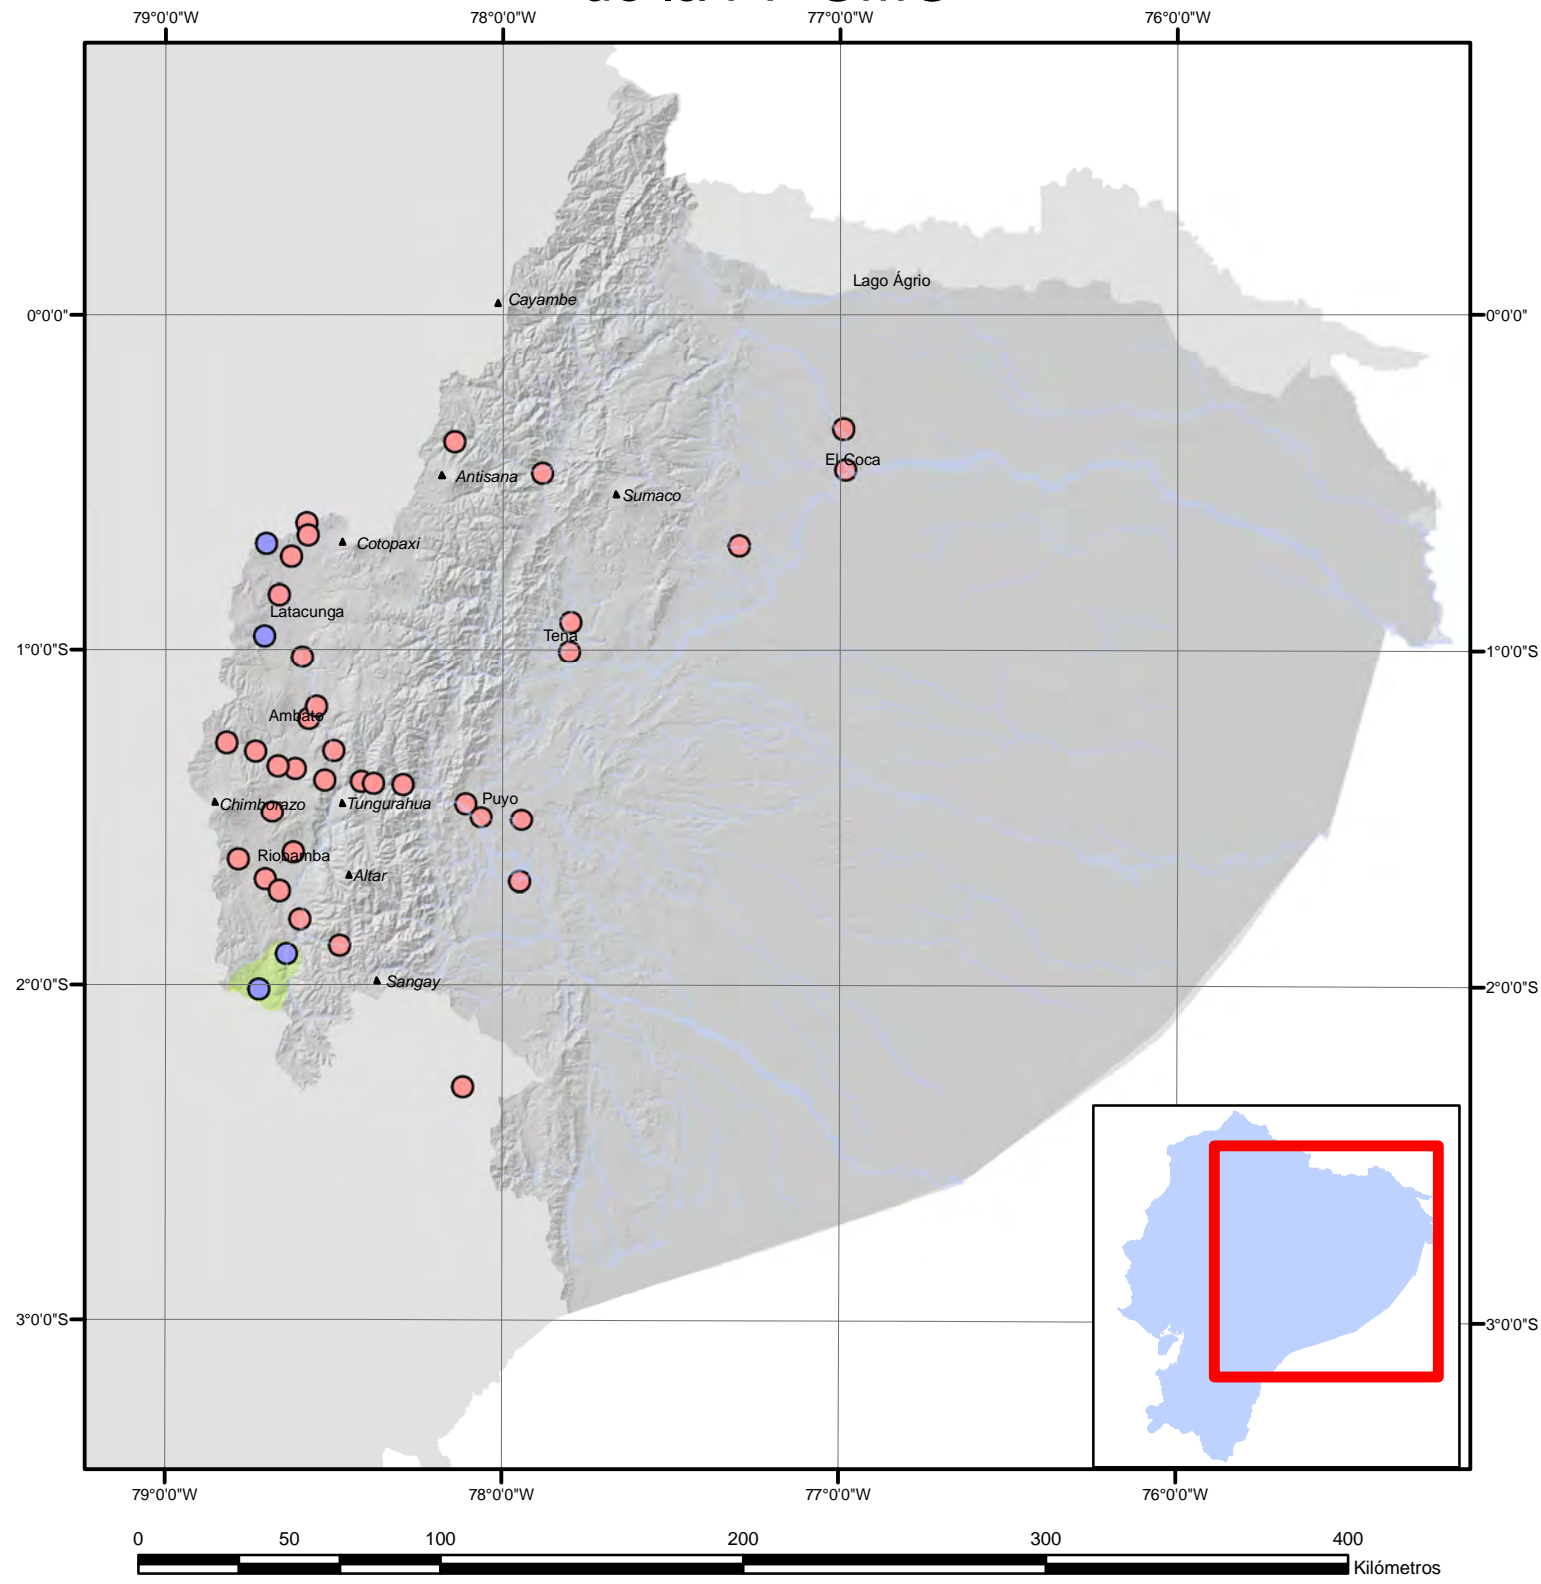 79°0'0"W
78°0'0"W
77°0'0"W
76°0'0"W
Lago Ágrio
Cayambe
0°0'0"
0°0'0"
El Coca
Antisana
Sumaco
Cotopaxi
Latacunga
Tena
1°0'0"S
1°0'0"S
Ambato
Puyo
Chimborazo
Tungurahua
Riobamba
Altar
Sangay
2°0'0"S
2°0'0"S
3°0'0"S
3°0'0"S
79°0'0"W
78°0'0"W
77°0'0"W
76°0'0"W
0
50
100
200
300
400
Kilómetros